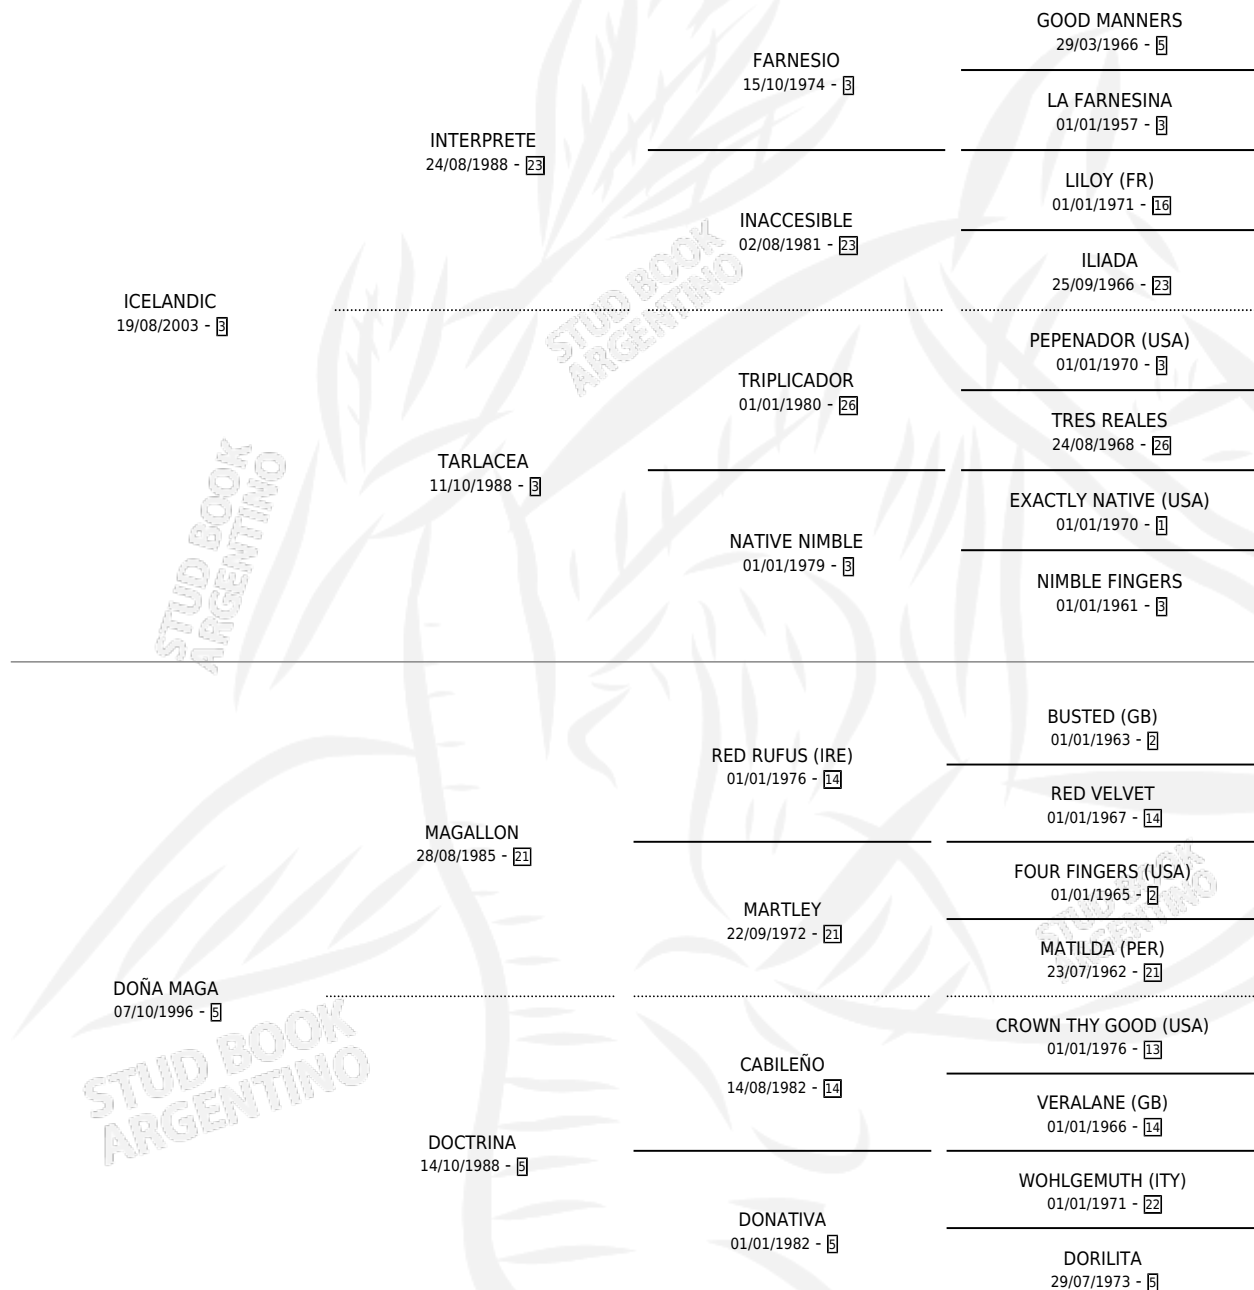 ICELANDIC
19/08/2003 - 3
INTERPRETE
24/08/1988 - 23
FARNESIO
15/10/1974 - 3
GOOD MANNERS
29/03/1966 - 5
LA FARNESINA
01/01/1957 - 3
INACCESIBLE
02/08/1981 - 23
LILOY (FR)
01/01/1971 - 16
ILIADA
25/09/1966 - 23
TARLACEA
11/10/1988 - 3
TRIPLICADOR
01/01/1980 - 26
PEPENADOR (USA)
01/01/1970 - 3
TRES REALES
24/08/1968 - 26
NATIVE NIMBLE
01/01/1979 - 3
EXACTLY NATIVE (USA)
01/01/1970 - 1
NIMBLE FINGERS
01/01/1961 - 3
DOÑA MAGA
07/10/1996 - 5
MAGALLON
28/08/1985 - 21
RED RUFUS (IRE)
01/01/1976 - 14
BUSTED (GB)
01/01/1963 - 2
RED VELVET
01/01/1967 - 14
MARTLEY
22/09/1972 - 21
FOUR FINGERS (USA)
01/01/1965 - 2
MATILDA (PER)
23/07/1962 - 21
DOCTRINA
14/10/1988 - 5
CABILEÑO
14/08/1982 - 14
CROWN THY GOOD (USA)
01/01/1976 - 13
VERALANE (GB)
01/01/1966 - 14
DONATIVA
01/01/1982 - 5
WOHLGEMUTH (ITY)
01/01/1971 - 22
DORILITA
29/07/1973 - 5
STUD BOOK
ARGENTINO
STUD BOOK
ARGENTINO
STUD BOOK
ARGENTINO
STUD BOOK
ARGENTINO